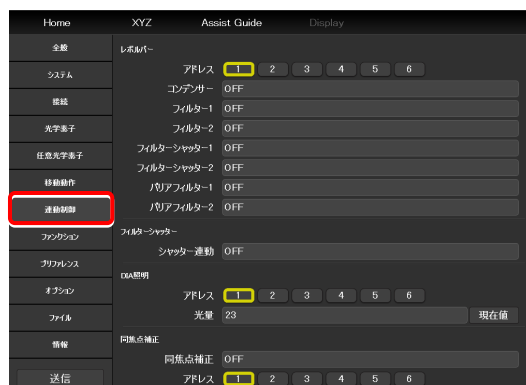 Home XYZ Assist Guide Display
全般
システム
接続
光学素子
任意光学素子
移動動作
連動制御
ファンクション
プリファレンス
オプション
ファイル
情報
送信
レボルバー
アドレス 1 2 3 4 5 6
コンデンサー OFF
フィルター1 OFF
フィルター2 OFF
フィルターシャッター1 OFF
フィルターシャッター2 OFF
バリアフィルター1 OFF
バリアフィルター2 OFF
フィルターシャッター
シャッター連動 OFF
DIA照明
アドレス 1 2 3 4 5 6
光量 23 現在値
同焦点補正
同焦点補正 OFF
アドレス 1 2 3 4 5 6